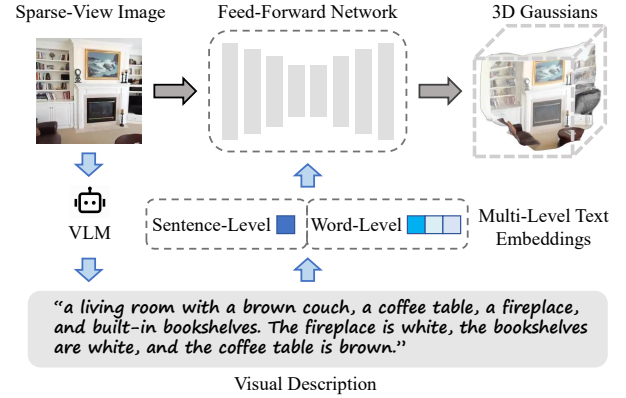 Sparse-View Image
Feed-Forward Network
3D Gaussians
VLM
Sentence-Level
Word-Level
Multi-Level Text
Embeddings
“a living room with a brown couch, a coffee table, a fireplace,
and built-in bookshelves. The fireplace is white, the bookshelves
are white, and the coffee table is brown.”
Visual Description